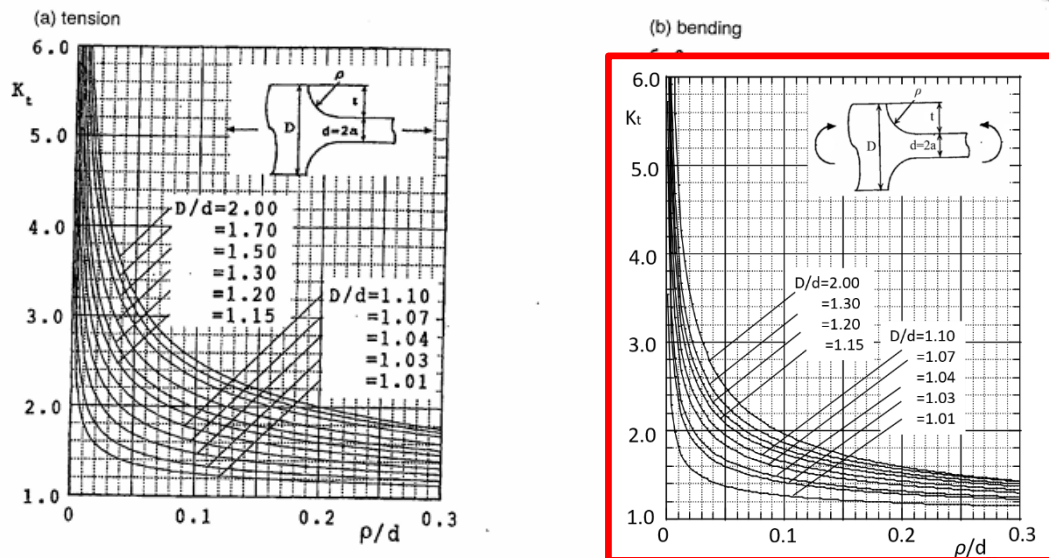 (a) tension
6.0
Kt
5.0
4.0
3.0
2.0
1.0
0
0.1
0.2
0.3
ρ/d
ρ
t
D
d=2a
D/d=2.00
=1.70
=1.50
=1.30
=1.20
=1.15
D/d=1.10
=1.07
=1.04
=1.03
=1.01
(b) bending
6.0
Kt
5.0
4.0
3.0
2.0
1.0
0
0.1
0.2
0.3
ρ/d
ρ
t
D
d=2a
D/d=2.00
=1.30
=1.20
=1.15
D/d=1.10
=1.07
=1.04
=1.03
=1.01